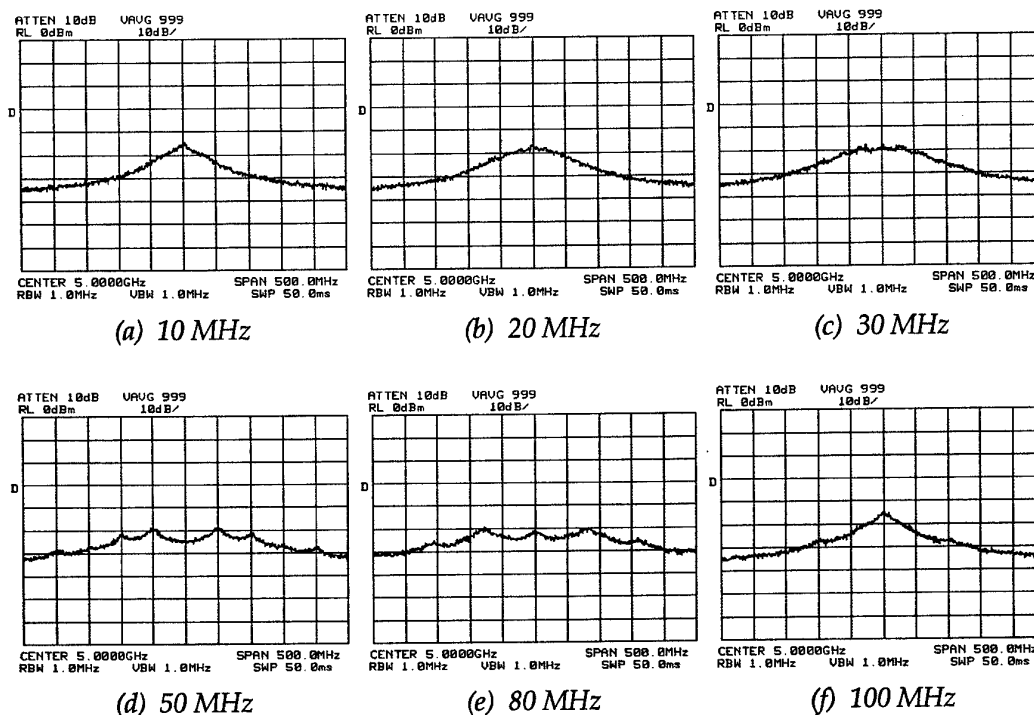 ATTEN 10dB VAVG 999
RL 0dBm 10dB/
D
CENTER 5.0000GHz SPAN 500.0MHz
RBW 1.0MHz VBW 1.0MHz SWP 50.0ms
(a) 10 MHz
ATTEN 10dB VAVG 999
RL 0dBm 10dB/
D
CENTER 5.0000GHz SPAN 500.0MHz
RBW 1.0MHz VBW 1.0MHz SWP 50.0ms
(b) 20 MHz
ATTEN 10dB VAVG 999
RL 0dBm 10dB/
D
CENTER 5.0000GHz SPAN 500.0MHz
RBW 1.0MHz VBW 1.0MHz SWP 50.0ms
(c) 30 MHz
ATTEN 10dB VAVG 999
RL 0dBm 10dB/
D
CENTER 5.0000GHz SPAN 500.0MHz
RBW 1.0MHz VBW 1.0MHz SWP 50.0ms
(d) 50 MHz
ATTEN 10dB VAVG 999
RL 0dBm 10dB/
D
CENTER 5.0000GHz SPAN 500.0MHz
RBW 1.0MHz VBW 1.0MHz SWP 50.0ms
(e) 80 MHz
ATTEN 10dB VAVG 999
RL 0dBm 10dB/
D
CENTER 5.0000GHz SPAN 500.0MHz
RBW 1.0MHz VBW 1.0MHz SWP 50.0ms
(f) 100 MHz